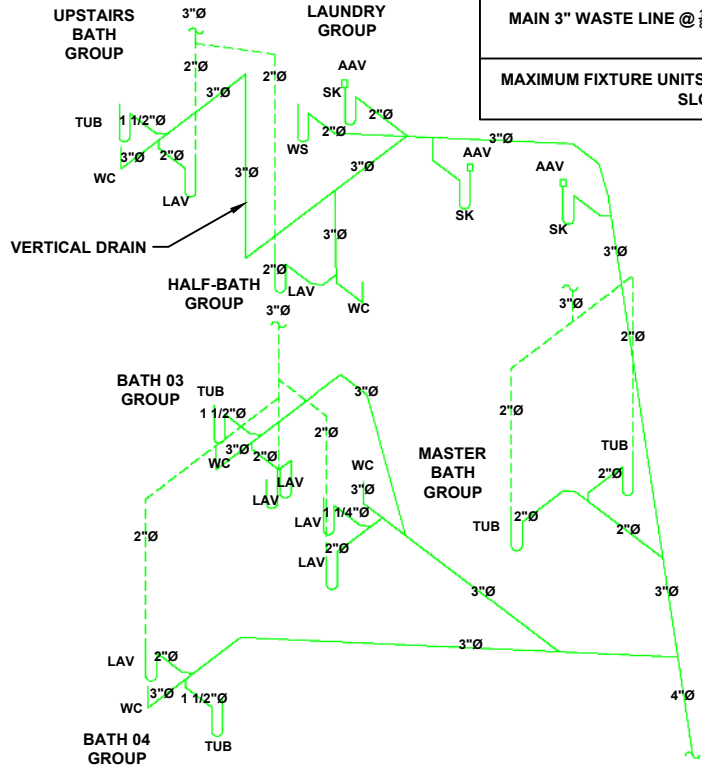 UPSTAIRS
BATH
GROUP
3"Ø
LAUNDRY
GROUP
MAIN 3" WASTE LINE @
MAXIMUM FIXTURE UNITS
2"Ø
2"Ø
3"Ø
AAV
SK
2"Ø
TUB
1 1/2"Ø
2"Ø
WS
3"Ø
3"Ø
2"Ø
WC
LAV
3"Ø
3"Ø
AAV
SK
AAV
SK
3"Ø
VERTICAL DRAIN
3"Ø
2"Ø
HALF-BATH
GROUP
LAV
WC
3"Ø
3"Ø
2"Ø
BATH 03
GROUP
TUB
1 1/2"Ø
3"Ø
2"Ø
2"Ø
3"Ø
2"Ø
WC
LAV
LAV
WC
3"Ø
MASTER
BATH
GROUP
TUB
2"Ø
LAV
1 1/4"Ø
2"Ø
LAV
TUB
2"Ø
2"Ø
2"Ø
3"Ø
3"Ø
3"Ø
LAV
2"Ø
3"Ø
1 1/2"Ø
WC
TUB
4"Ø
BATH 04
GROUP